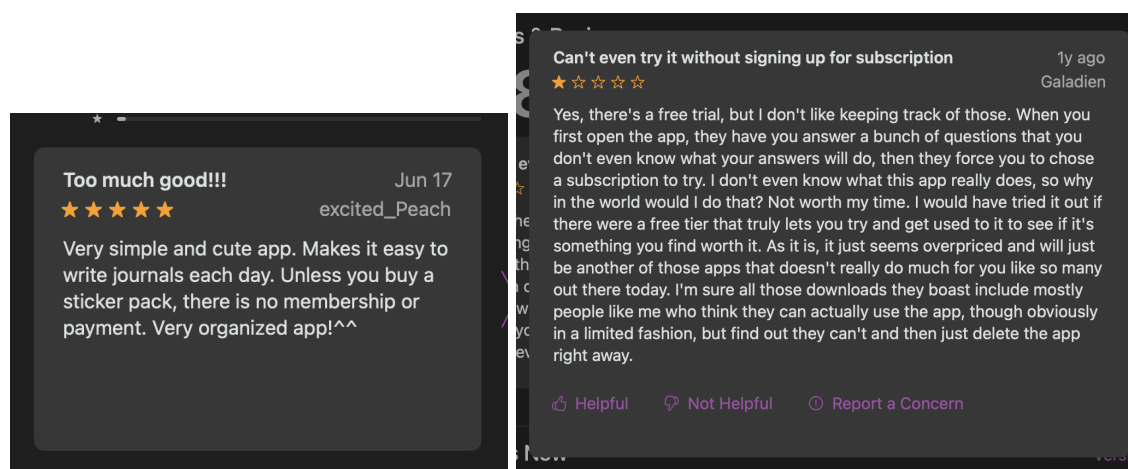 Too much good!!!
Jun 17
excited_Peach
Very simple and cute app. Makes it easy to
write journals each day. Unless you buy a
sticker pack, there is no membership or
payment. Very organized app!^^
Can't even try it without signing up for subscription
1y ago
Galadien
Yes, there's a free trial, but I don't like keeping track of those. When you
first open the app, they have you answer a bunch of questions that you
don't even know what your answers will do, then they force you to chose
a subscription to try. I don't even know what this app really does, so why
in the world would I do that? Not worth my time. I would have tried it out if
there were a free tier that truly lets you try and get used to it to see if it's
something you find worth it. As it is, it just seems overpriced and will just
be another of those apps that doesn't really do much for you like so many
out there today. I'm sure all those downloads they boast include mostly
people like me who think they can actually use the app, though obviously
in a limited fashion, but find out they can't and then just delete the app
right away.
Helpful
Not Helpful
Report a Concern